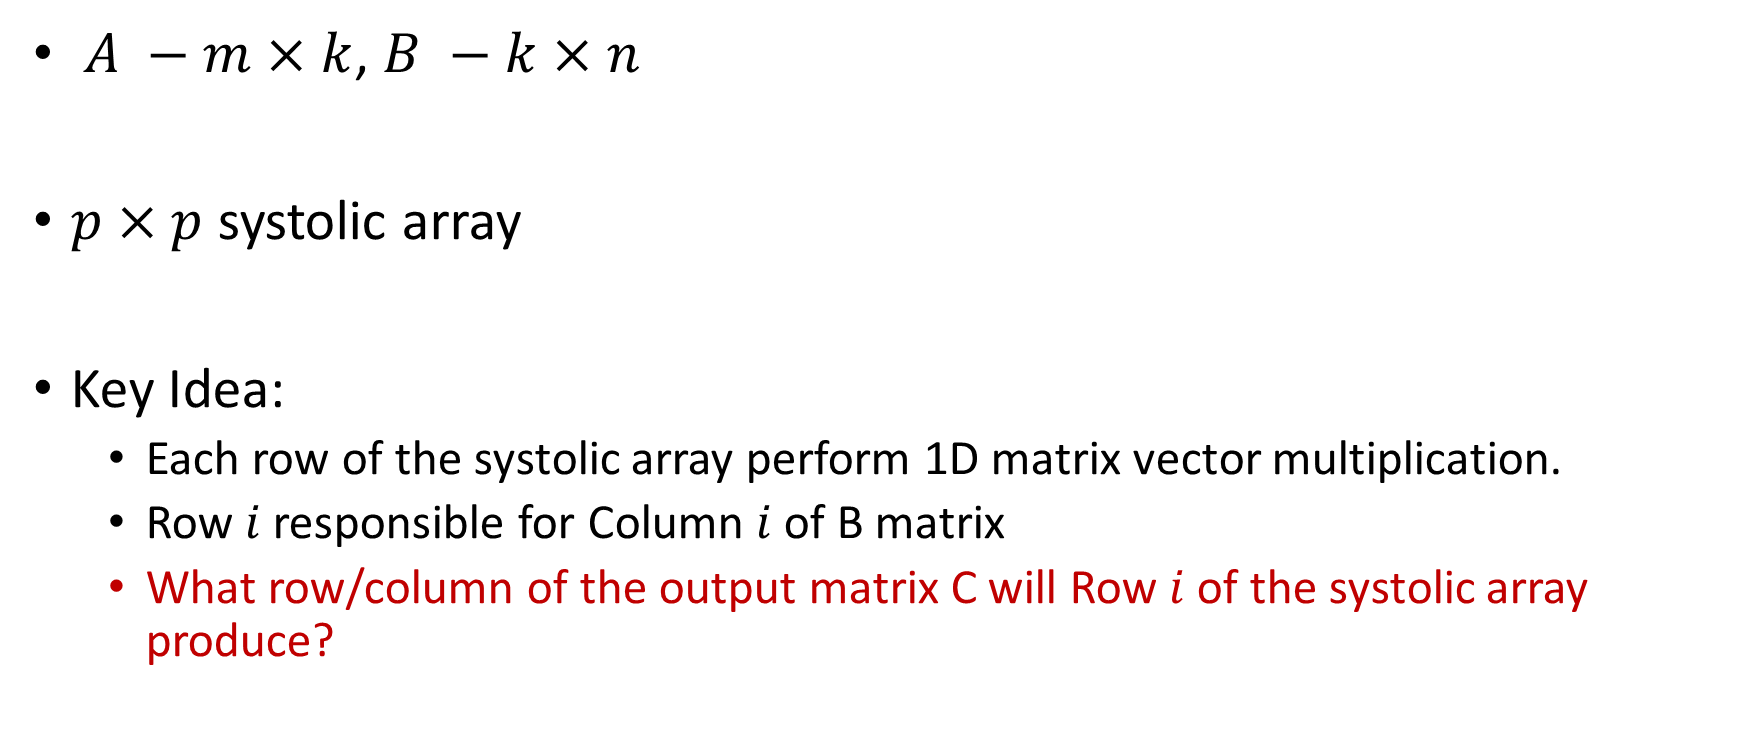 • A − m × k, B − k × n
• p × p systolic array
• Key Idea:
• Each row of the systolic array perform 1D matrix vector multiplication.
• Row i responsible for Column i of B matrix
• What row/column of the output matrix C will Row i of the systolic array
produce?